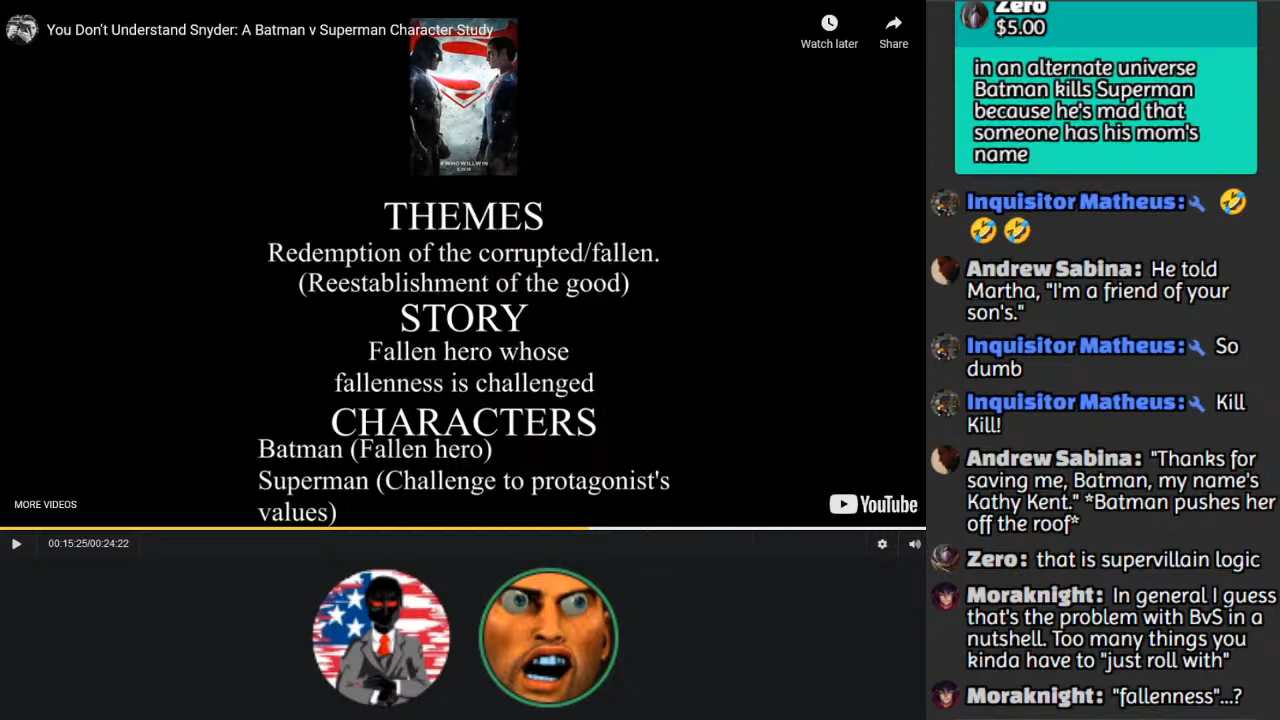 You Don't Understand Snyder: A Batman v Superman Character Study
Watch later
Share
#WHOWILLWIN
THEMES
Redemption of the corrupted/fallen.
(Reestablishment of the good)
STORY
Fallen hero whose
fallenness is challenged
CHARACTERS
Batman (Fallen hero)
Superman (Challenge to protagonist's
values)
MORE VIDEOS
YouTube
00:15:25/00:24:22
Zero
$5.00
in an alternate universe
Batman kills Superman
because he's mad that
someone has his mom's
name
Inquisitor Matheus: 🤣
🤣 🤣
Andrew Sabina: He told
Martha, "I'm a friend of your
son's."
Inquisitor Matheus: So
dumb
Inquisitor Matheus: Kill
Kill!
Andrew Sabina: "Thanks for
saving me, Batman, my name's
Kathy Kent." *Batman pushes her
off the roof*
Zero: that is supervillain logic
Moraknight: In general I guess
that's the problem with BvS in a
nutshell. Too many things you
kinda have to "just roll with"
Moraknight: "fallenness"...?